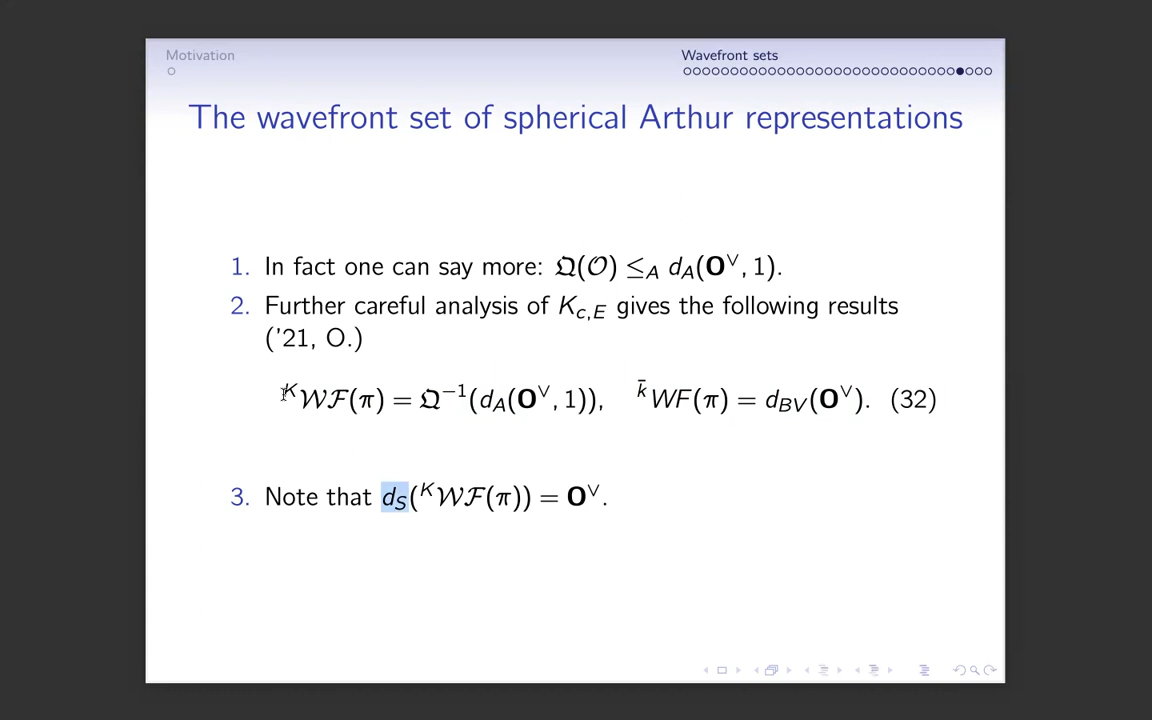 Motivation
Wavefront sets
The wavefront set of spherical Arthur representations
1. In fact one can say more: 𝔔(𝒪) ≤_A d_A(𝐎^∨, 1).
2. Further careful analysis of K_{c,E} gives the following results
('21, O.)
^K𝒲ℱ(π) = 𝔔^{−1}(d_A(𝐎^∨, 1)), ^{k̄}WF(π) = d_{BV}(𝐎^∨). (32)
3. Note that d_S(^K𝒲ℱ(π)) = 𝐎^∨.